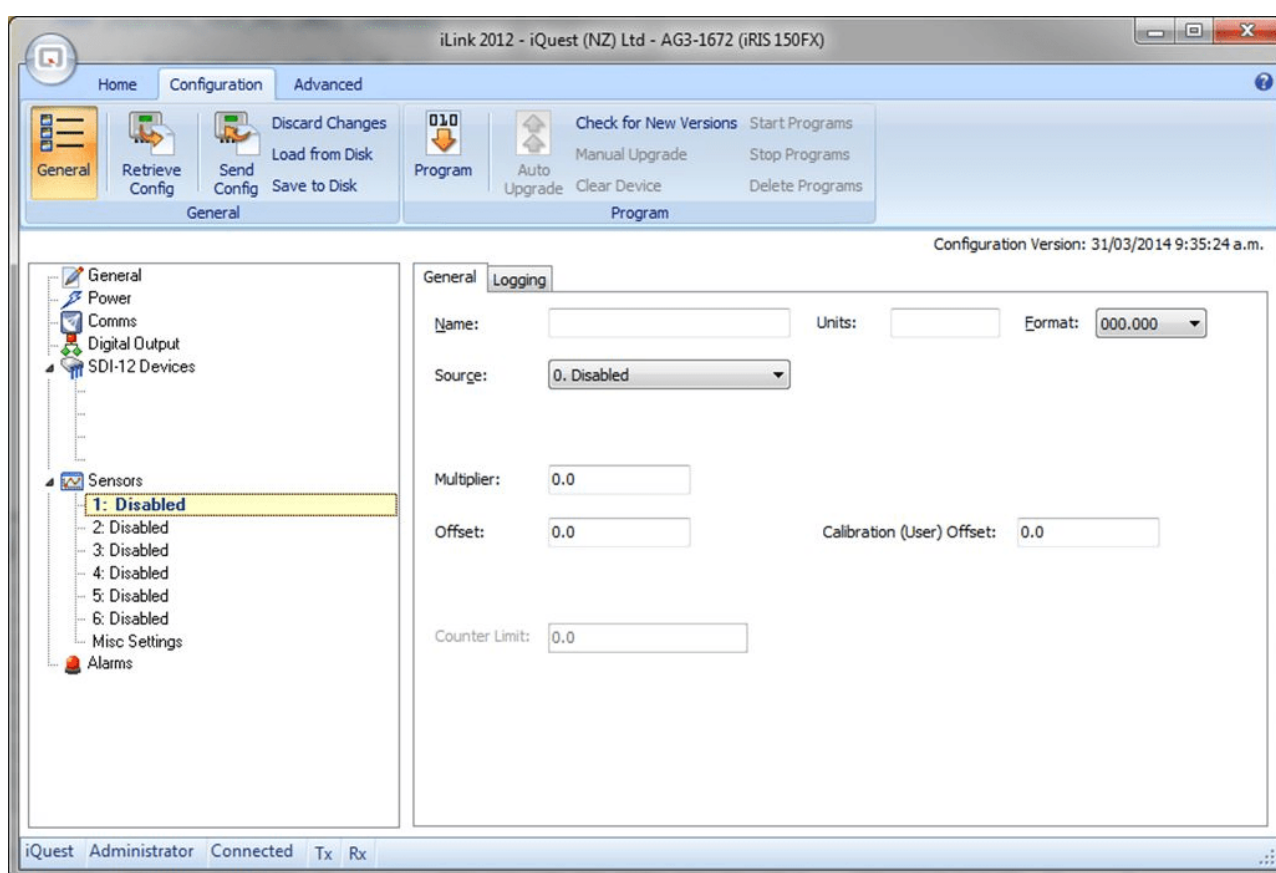 iLink 2012 - iQuest (NZ) Ltd - AG3-1672 (iRIS 150FX)
Home Configuration Advanced
General
Retrieve Config
Send Config
Discard Changes
Load from Disk
Save to Disk
General
010
Program
Auto Upgrade
Check for New Versions
Manual Upgrade
Clear Device
Start Programs
Stop Programs
Delete Programs
Program
Configuration Version: 31/03/2014 9:35:24 a.m.
General
Power
Comms
Digital Output
SDI-12 Devices
Sensors
1: Disabled
2: Disabled
3: Disabled
4: Disabled
5: Disabled
6: Disabled
Misc Settings
Alarms
General Logging
Name: Units: Format: 000.000
Source: 0. Disabled
Multiplier: 0.0
Offset: 0.0 Calibration (User) Offset: 0.0
Counter Limit: 0.0
iQuest Administrator Connected Tx Rx